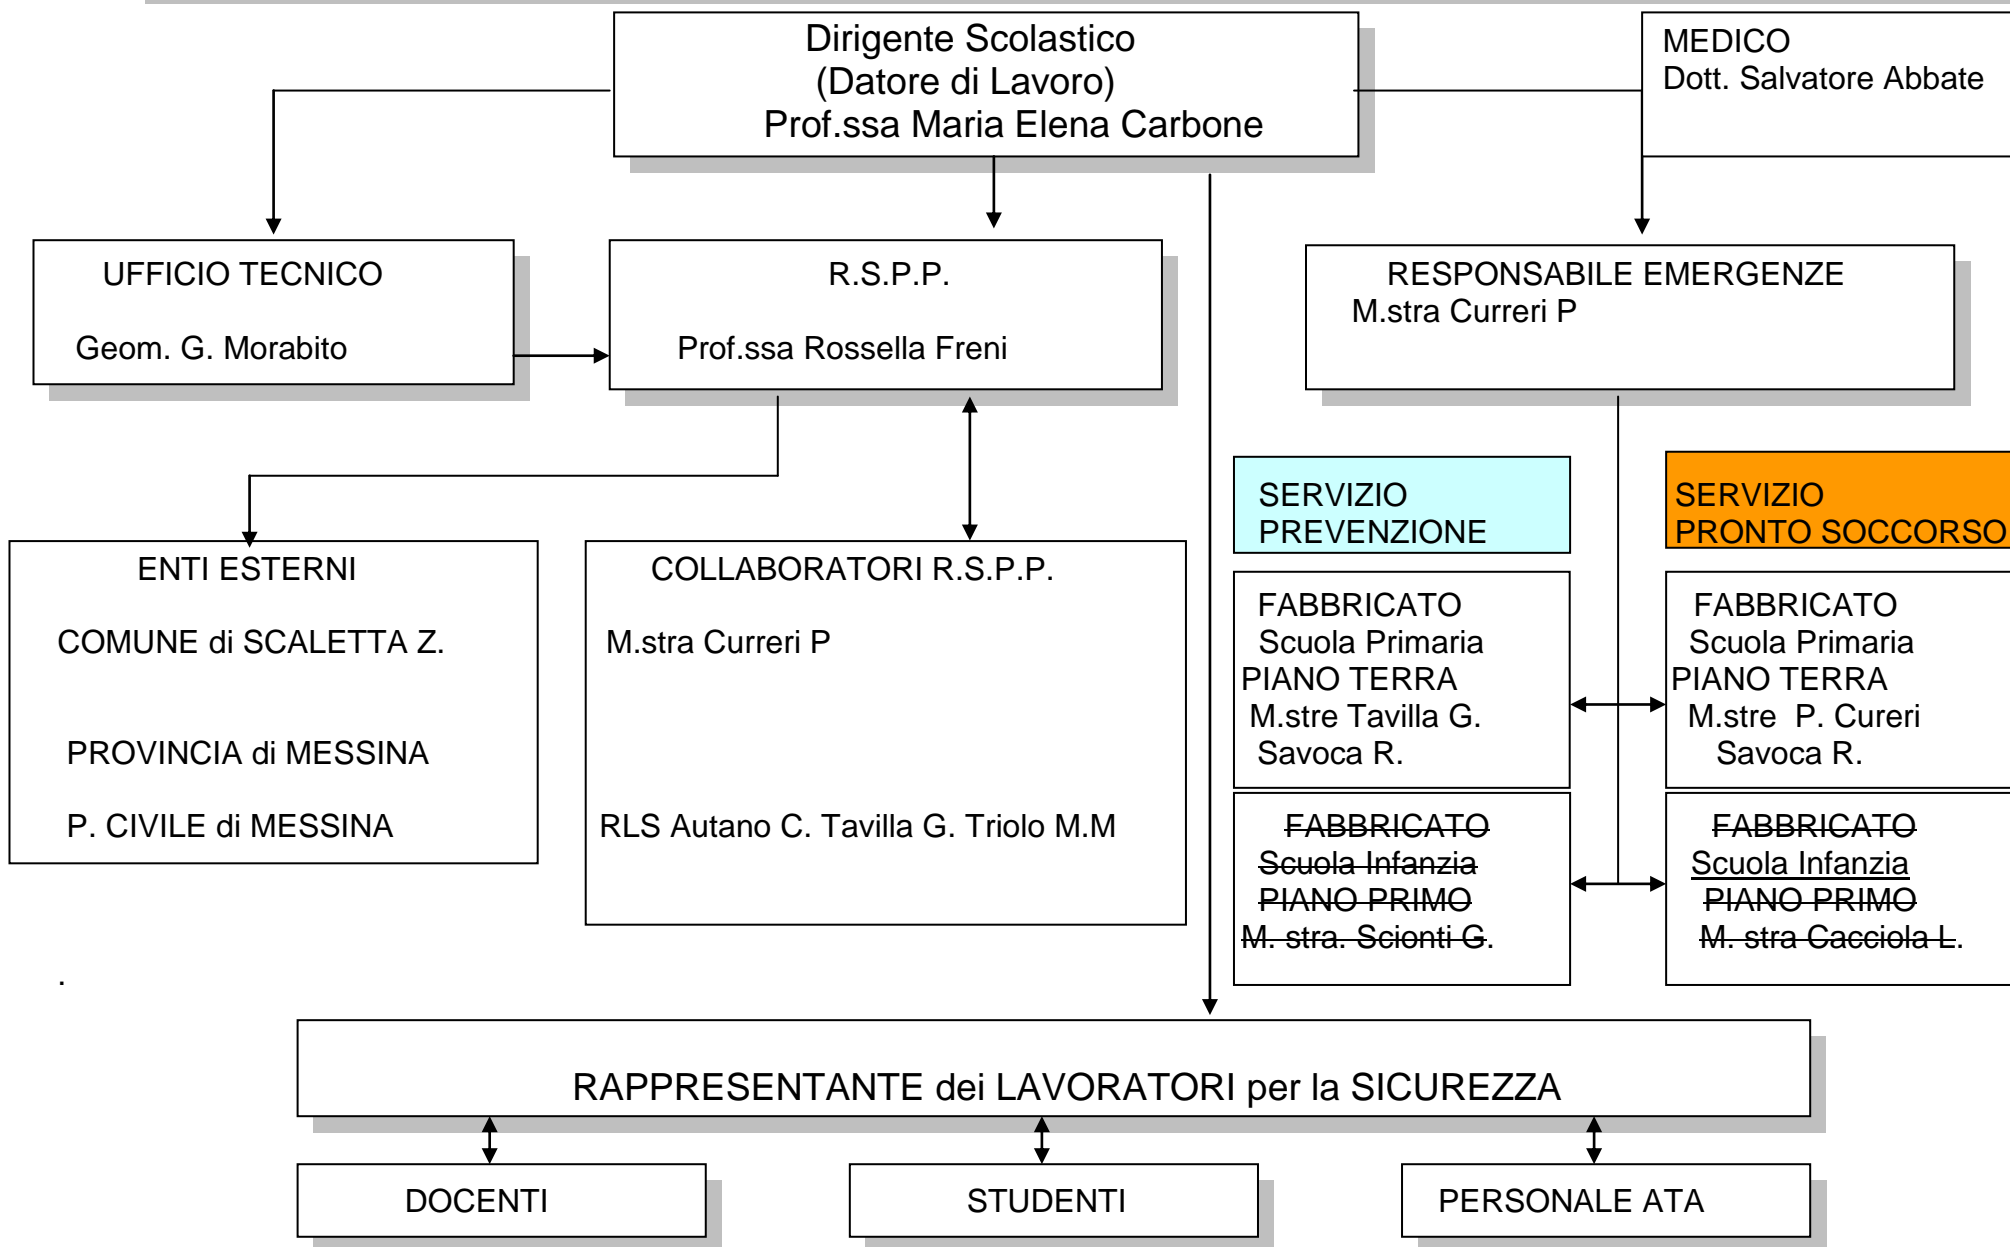 Dirigente Scolastico
(Datore di Lavoro)
Prof.ssa Maria Elena Carbone
MEDICO
Dott. Salvatore Abbate
UFFICIO TECNICO
Geom. G. Morabito
R.S.P.P.
Prof.ssa Rossella Freni
RESPONSABILE EMERGENZE
M.stra Curreri P
ENTI ESTERNI
COMUNE di SCALETTA Z.
PROVINCIA di MESSINA
P. CIVILE di MESSINA
COLLABORATORI R.S.P.P.
M.stra Curreri P
RLS Autano C. Tavilla G. Triolo M.M
SERVIZIO
PREVENZIONE
FABBRICATO
Scuola Primaria
PIANO TERRA
M.stre Tavilla G.
Savoca R.
FABBRICATO
Scuola Infanzia
PIANO PRIMO
M. stra. Scionti G.
SERVIZIO
PRONTO SOCCORSO
FABBRICATO
Scuola Primaria
PIANO TERRA
M.stre P. Cureri
Savoca R.
FABBRICATO
Scuola Infanzia
PIANO PRIMO
M. stra Cacciola L.
.
RAPPRESENTANTE dei LAVORATORI per la SICUREZZA
DOCENTI
STUDENTI
PERSONALE ATA